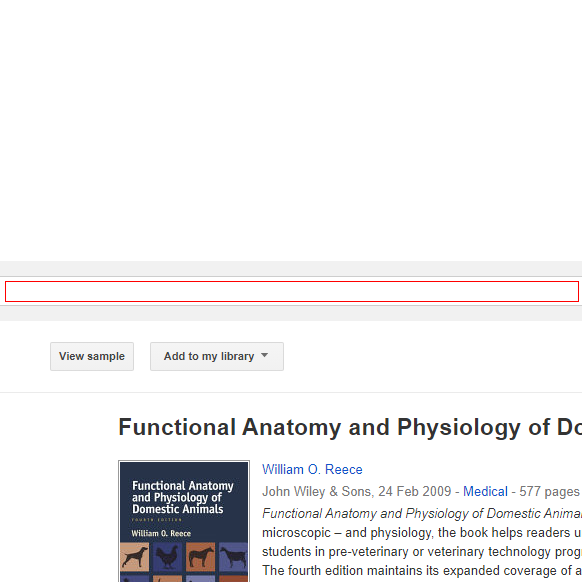 View sample
Add to my library
Functional Anatomy and Physiology of Do
Functional Anatomy
and Physiology of
Domestic Animals
FOURTH EDITION
William O. Reece
William O. Reece
John Wiley & Sons, 24 Feb 2009 - Medical - 577 pages
Functional Anatomy and Physiology of Domestic Animal
microscopic – and physiology, the book helps readers u
students in pre-veterinary or veterinary technology prog
The fourth edition maintains its expanded coverage of a